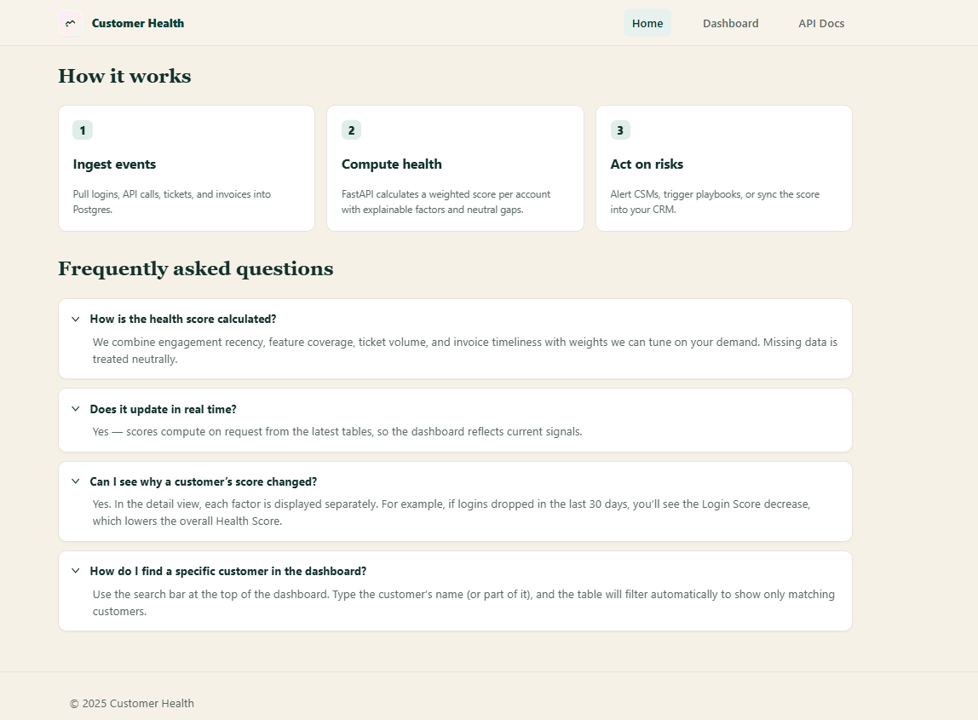 Customer Health
Home
Dashboard
API Docs
How it works
1
2
3
Ingest events
Compute health
Act on risks
Pull logins, API calls, tickets, and invoices into
Postgres.
FastAPI calculates a weighted score per account
with explainable factors and neutral gaps.
Alert CSMs, trigger playbooks, or sync the score
into your CRM.
Frequently asked questions
How is the health score calculated?
We combine engagement recency, feature coverage, ticket volume, and invoice timeliness with weights we can tune on your demand. Missing data is
treated neutrally.
Does it update in real time?
Yes — scores compute on request from the latest tables, so the dashboard reflects current signals.
Can I see why a customer’s score changed?
Yes. In the detail view, each factor is displayed separately. For example, if logins dropped in the last 30 days, you’ll see the Login Score decrease,
which lowers the overall Health Score.
How do I find a specific customer in the dashboard?
Use the search bar at the top of the dashboard. Type the customer’s name (or part of it), and the table will filter automatically to show only matching
customers.
© 2025 Customer Health